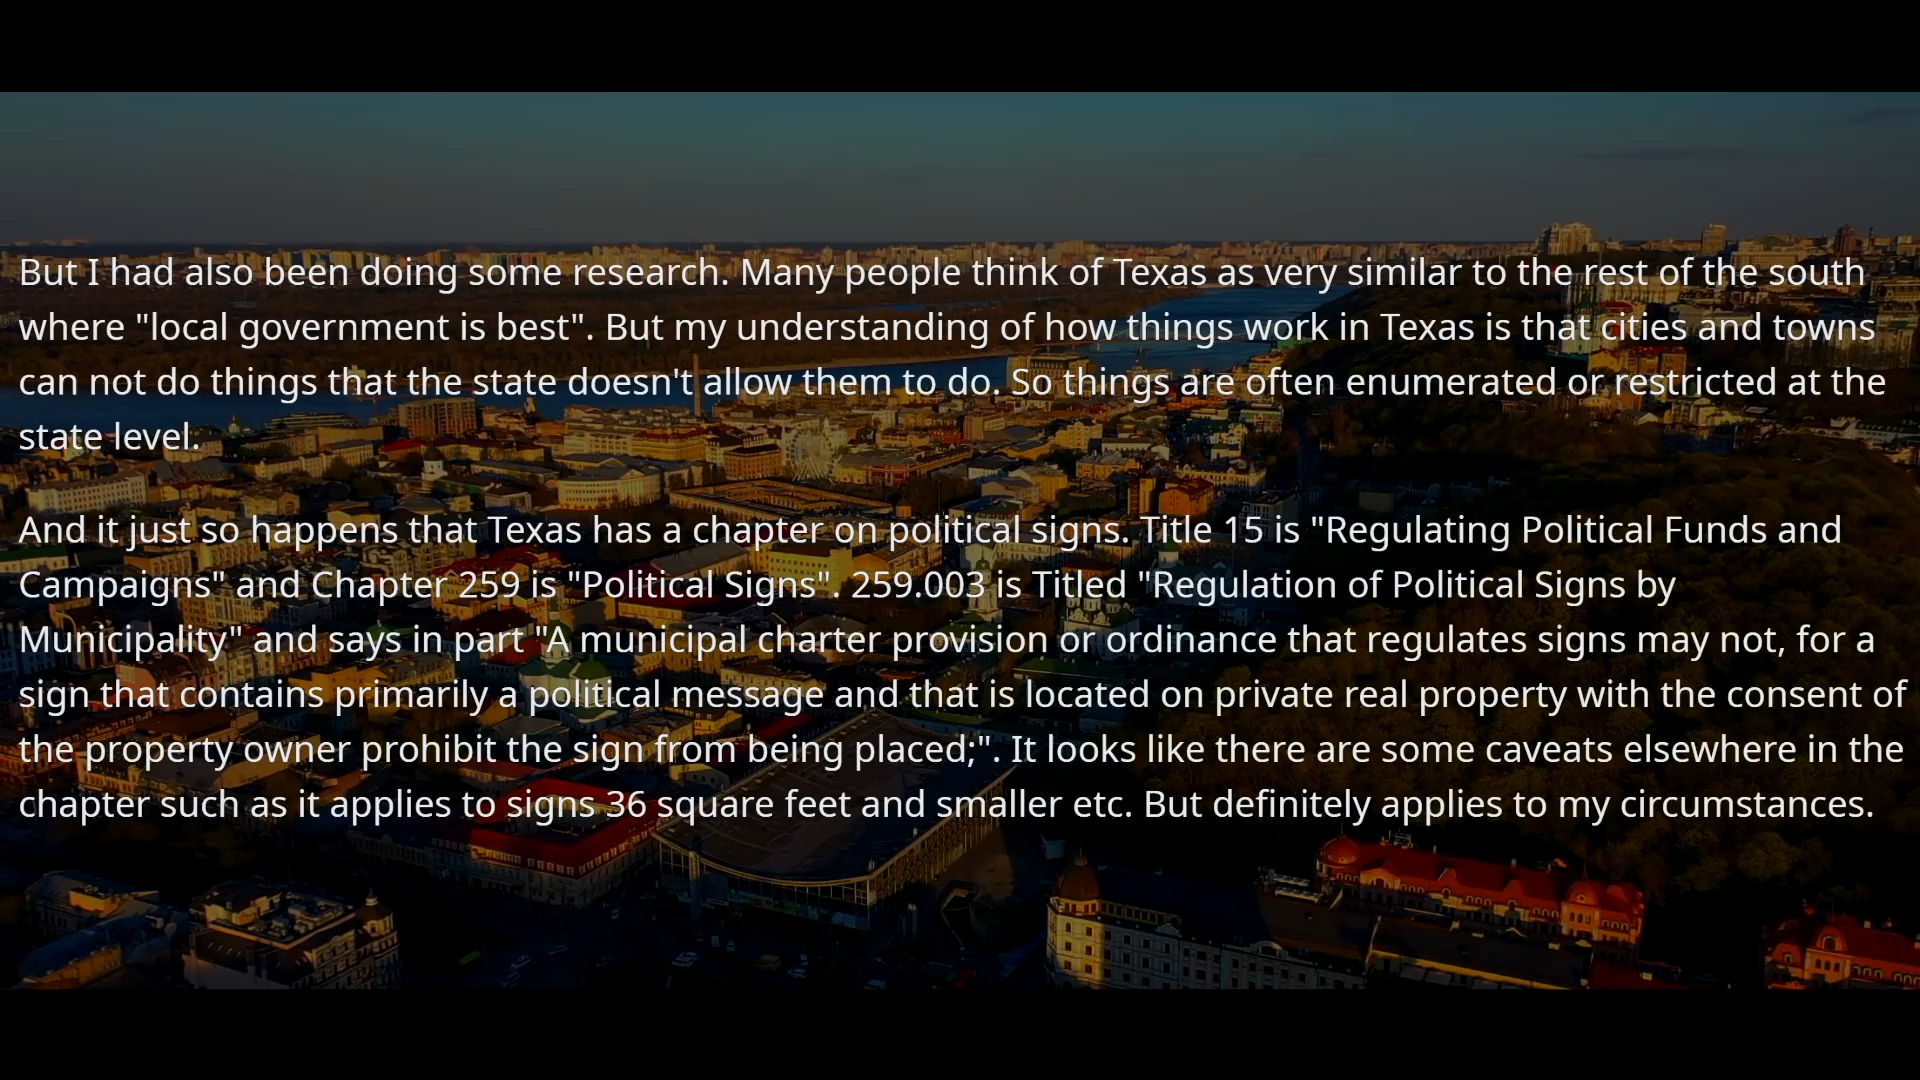 But I had also been doing some research. Many people think of Texas as very similar to the rest of the south
where "local government is best". But my understanding of how things work in Texas is that cities and towns
can not do things that the state doesn't allow them to do. So things are often enumerated or restricted at the
state level.
And it just so happens that Texas has a chapter on political signs. Title 15 is "Regulating Political Funds and
Campaigns" and Chapter 259 is "Political Signs". 259.003 is Titled "Regulation of Political Signs by
Municipality" and says in part "A municipal charter provision or ordinance that regulates signs may not, for a
sign that contains primarily a political message and that is located on private real property with the consent of
the property owner prohibit the sign from being placed;". It looks like there are some caveats elsewhere in the
chapter such as it applies to signs 36 square feet and smaller etc. But definitely applies to my circumstances.